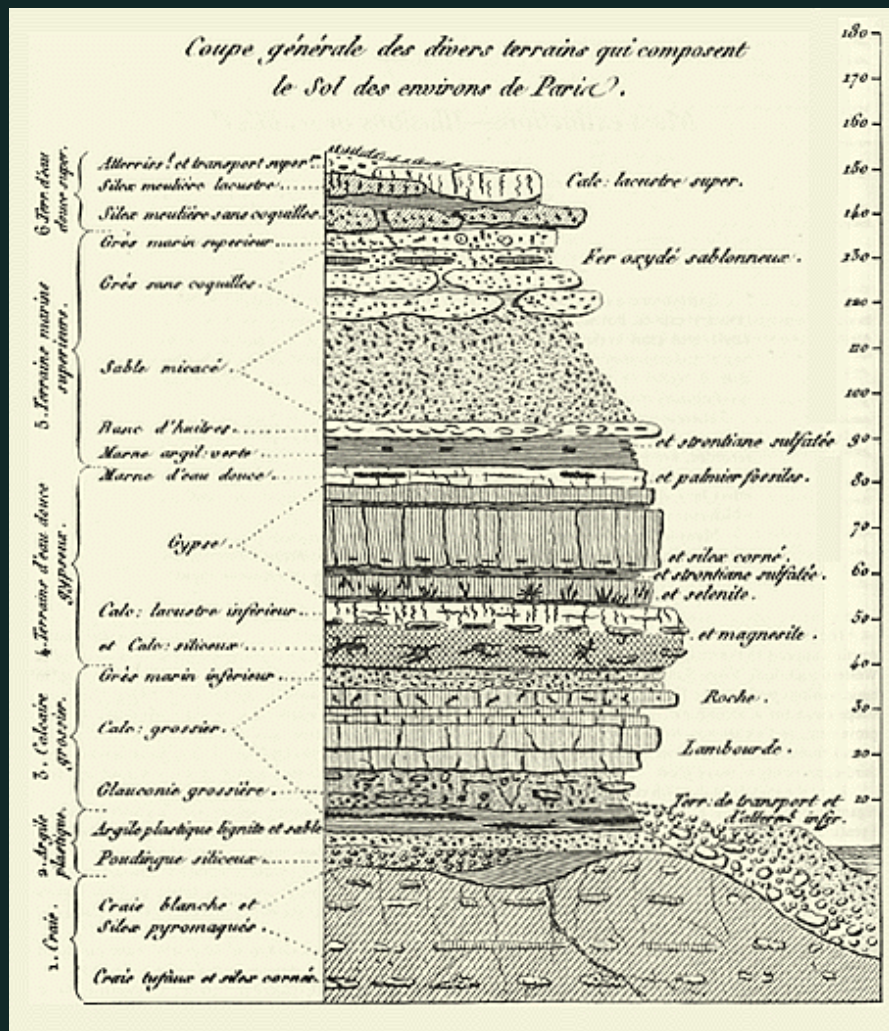 Coupe générale des divers terrains qui composent
le Sol des environs de Paris.
180
170
160
150
140
130
120
110
100
90
80
70
60
50
40
30
20
10
6. Terr. d'eau
douce super.
Atterriss.t et transport super.r
Silex meulière lacustre
Silex meulière sans coquilles
Calc: lacustre super.
5. Terrains marins
superieurs.
Grès marin superieur
Grès sans coquilles
Sable micacé
Banc d'huitres
Marne argil: verte
Fer oxydé sablonneux.
et strontiane sulfatée
4. Terrains d'eau douce
gypseux.
Marne d'eau douce
Gypse
Calc: lacustre inférieur
et Calc: siliceux
et palmier fossiles.
et silex corné.
et strontiane sulfatée.
et selenite.
et magnesite.
3. Calcaire
grossier.
Grès marin inférieur
Calc: grossier
Glauconie grossière
Roche.
Lambourde.
Terr: de transport et
d'atterr.t infér.
2. Argile
plastique.
Argile plastique lignite et sable
Poudingue siliceux
1. Craie.
Craie blanche et
Silex pyromaques
Craie tufaux et silex cornés.